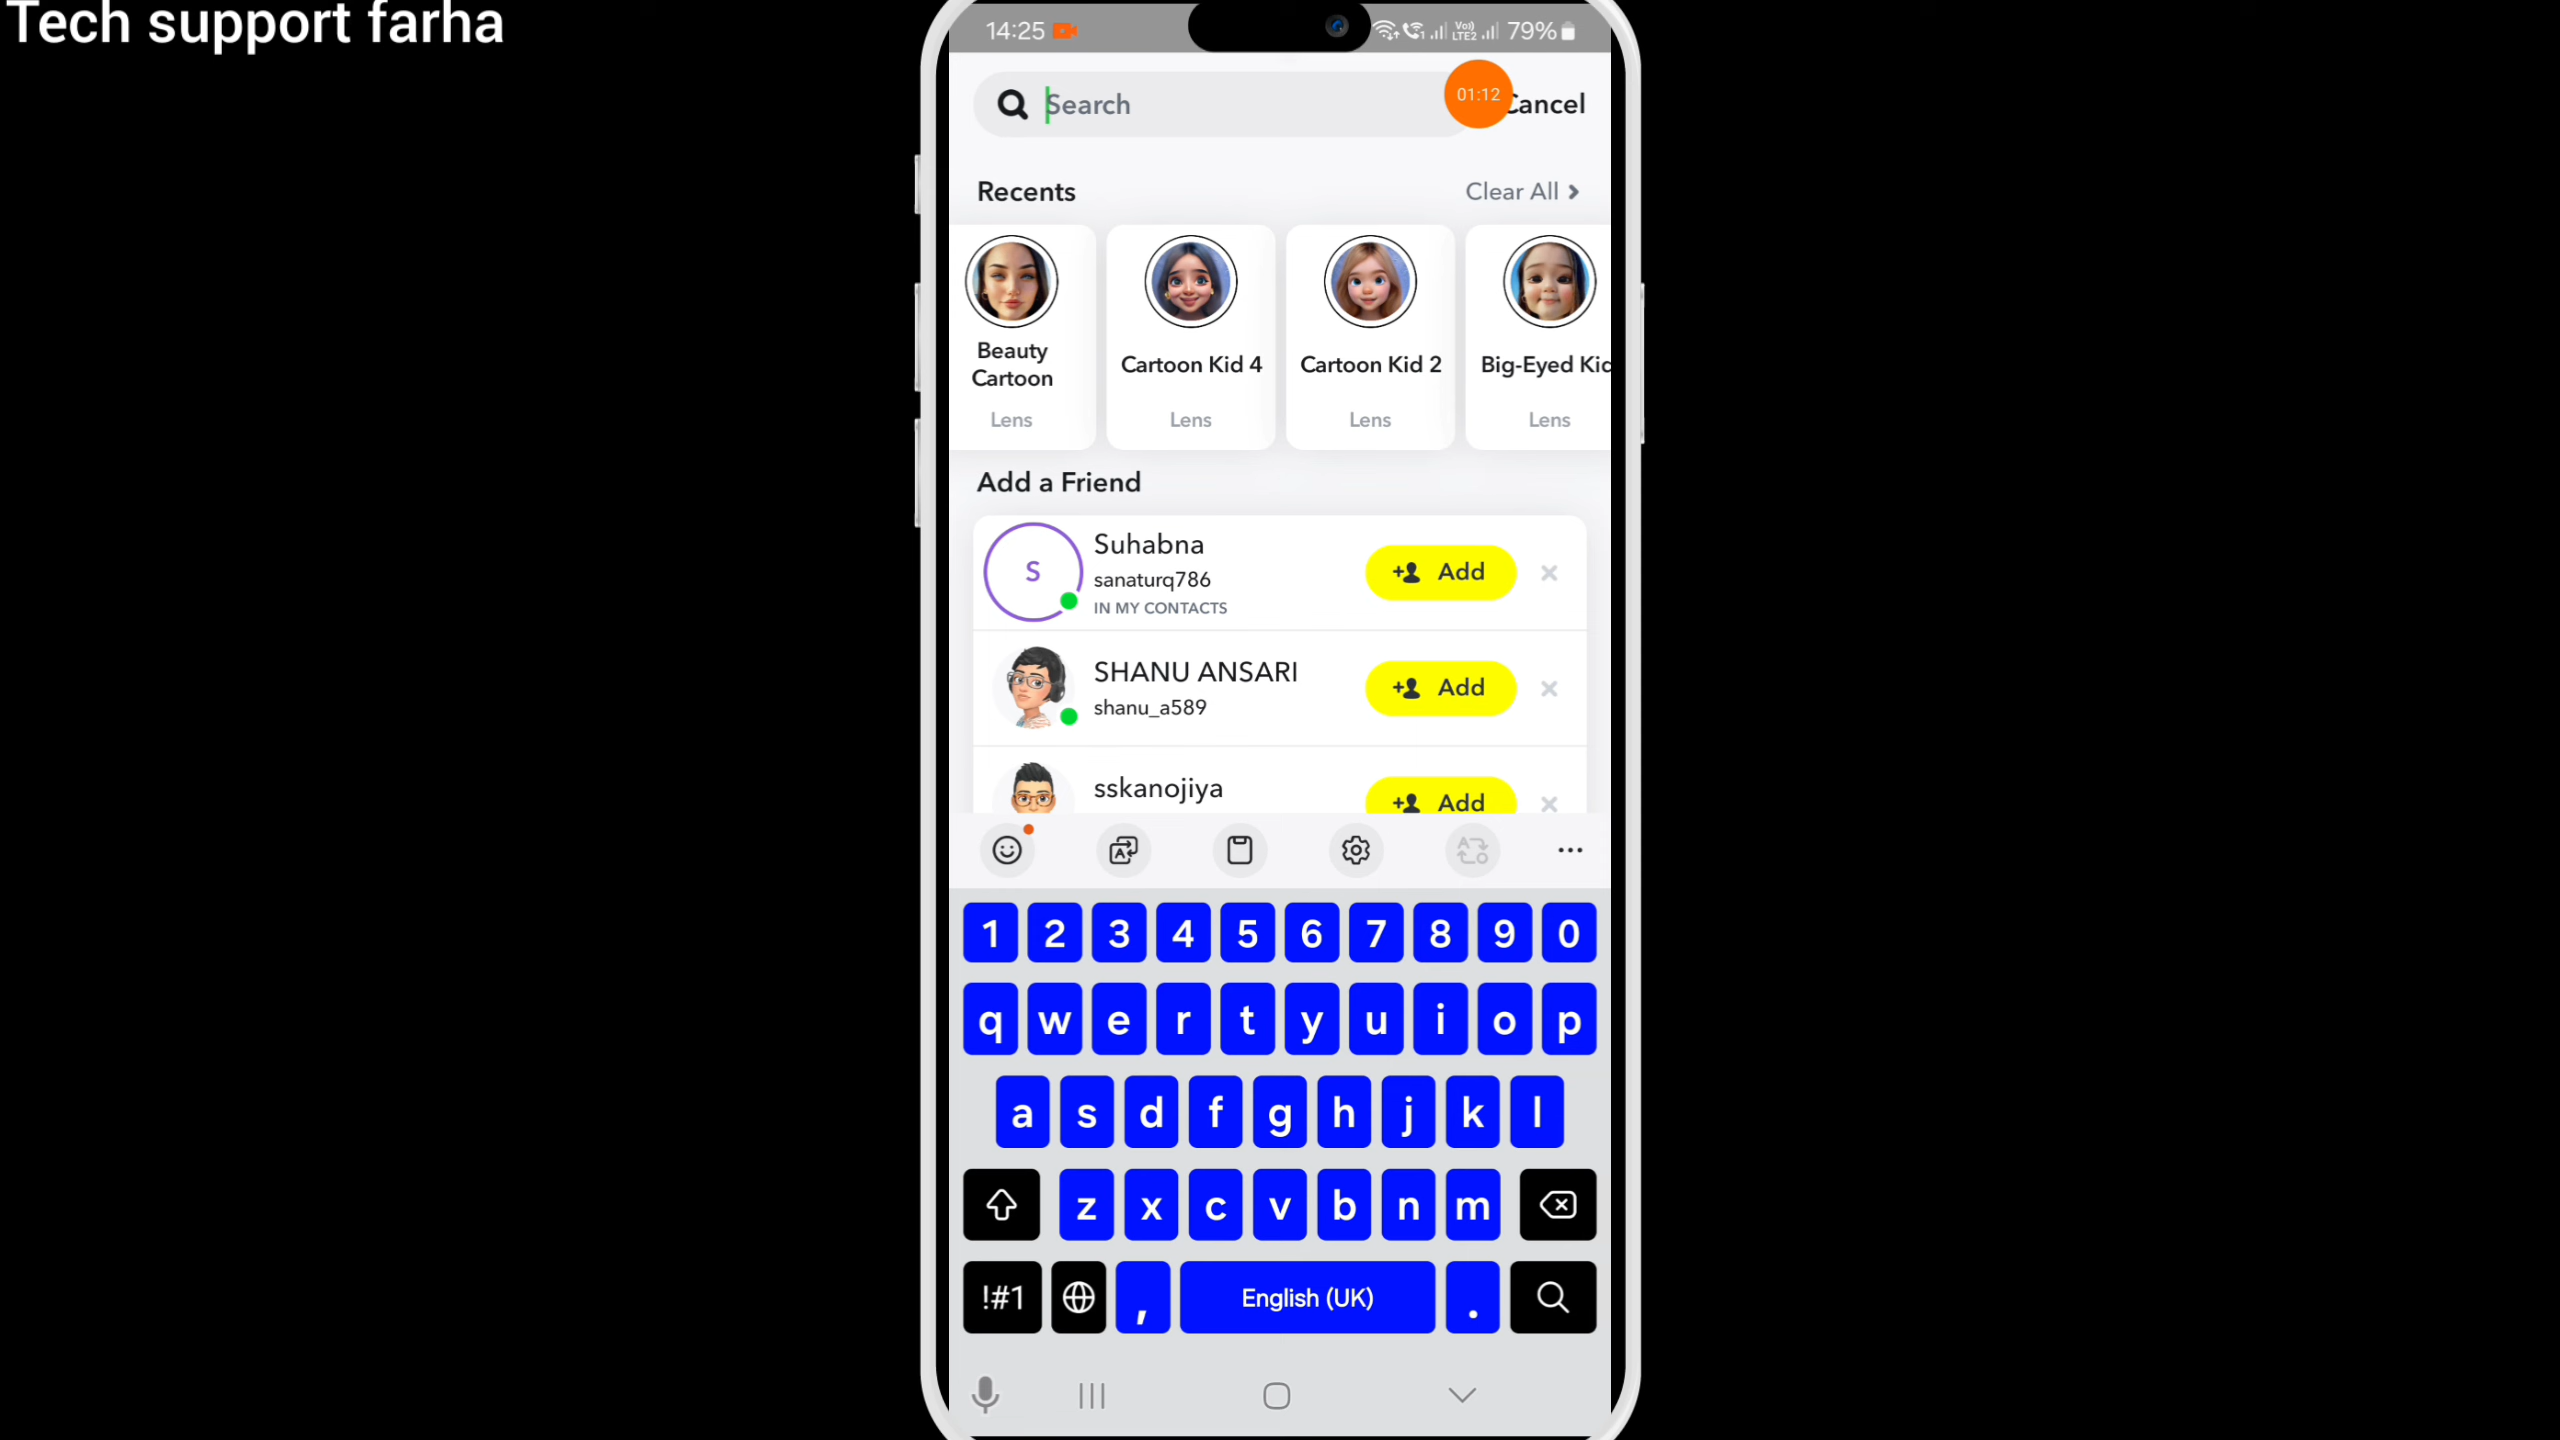 Tech support farha
14:25
Vo))
LTE2
79%
Search
01:12
Cancel
Recents
Clear All
Beauty
Cartoon
Lens
Cartoon Kid 4
Lens
Cartoon Kid 2
Lens
Big-Eyed Kid
Lens
Add a Friend
S
Suhabna
sanaturq786
IN MY CONTACTS
Add
SHANU ANSARI
shanu_a589
Add
sskanojiya
Add
1 2 3 4 5 6 7 8 9 0
q w e r t y u i o p
a s d f g h j k l
z x c v b n m
!#1 , English (UK) .